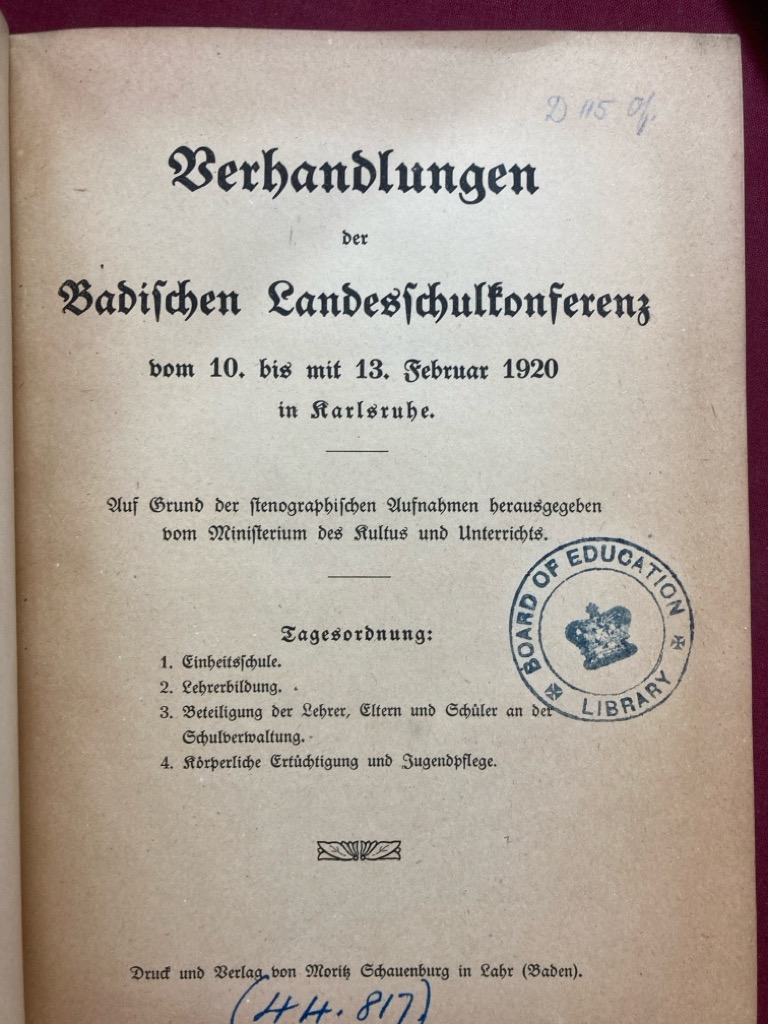 D 115 Of.
Verhandlungen
der
Badischen Landesschulkonferenz
vom 10. bis mit 13. Februar 1920
in Karlsruhe.
Auf Grund der stenographischen Aufnahmen herausgegeben
vom Ministerium des Kultus und Unterrichts.
BOARD OF EDUCATION
LIBRARY
Tagesordnung:
1. Einheitsschule.
2. Lehrerbildung.
3. Beteiligung der Lehrer, Eltern und Schüler an der
Schulverwaltung.
4. Körperliche Ertüchtigung und Jugendpflege.
Druck und Verlag von Moritz Schauenburg in Lahr (Baden).
(44.817)